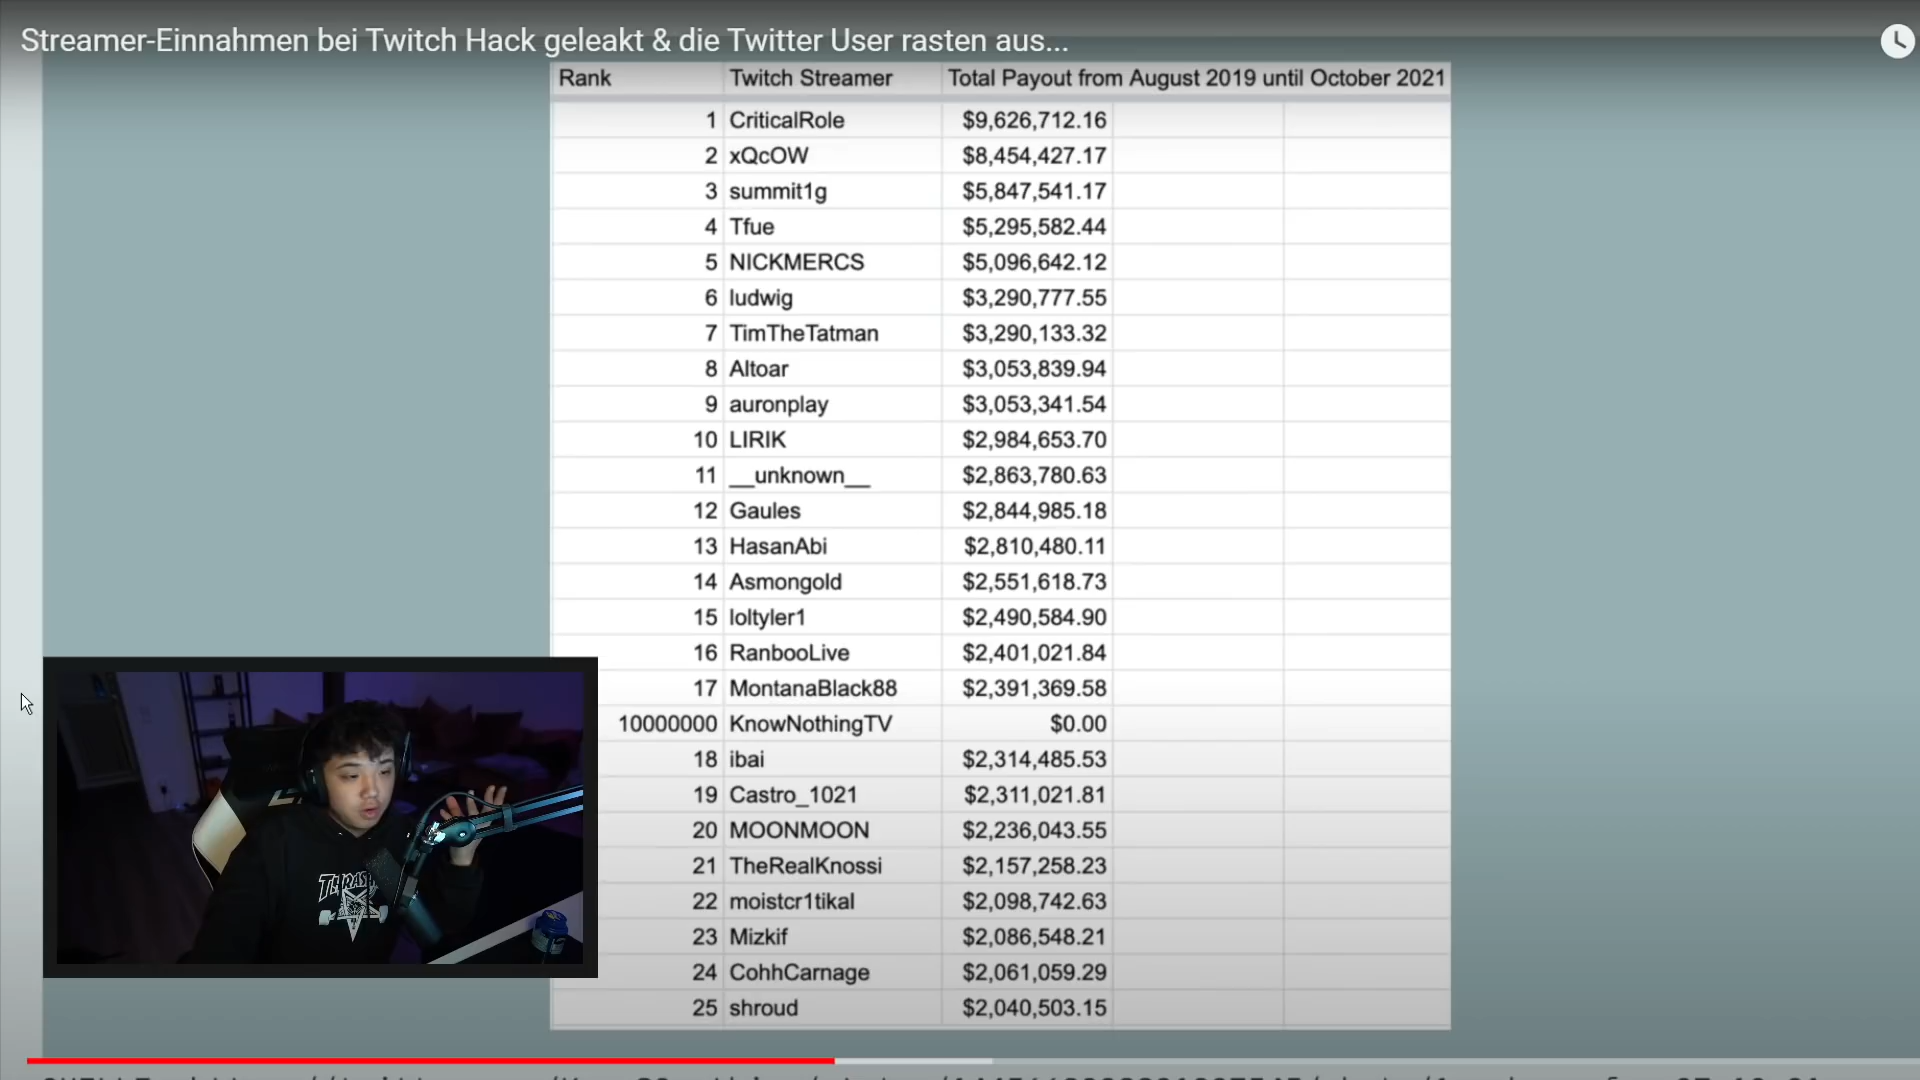 Streamer-Einnahmen bei Twitch Hack geleakt & die Twitter User rasten aus...
Rank Twitch Streamer Total Payout from August 2019 until October 2021
1 CriticalRole $9,626,712.16
2 xQcOW $8,454,427.17
3 summit1g $5,847,541.17
4 Tfue $5,295,582.44
5 NICKMERCS $5,096,642.12
6 ludwig $3,290,777.55
7 TimTheTatman $3,290,133.32
8 Altoar $3,053,839.94
9 auronplay $3,053,341.54
10 LIRIK $2,984,653.70
11 __unknown__ $2,863,780.63
12 Gaules $2,844,985.18
13 HasanAbi $2,810,480.11
14 Asmongold $2,551,618.73
15 loltyler1 $2,490,584.90
16 RanbooLive $2,401,021.84
17 MontanaBlack88 $2,391,369.58
10000000 KnowNothingTV $0.00
18 ibai $2,314,485.53
19 Castro_1021 $2,311,021.81
20 MOONMOON $2,236,043.55
21 TheRealKnossi $2,157,258.23
22 moistcr1tikal $2,098,742.63
23 Mizkif $2,086,548.21
24 CohhCarnage $2,061,059.29
25 shroud $2,040,503.15